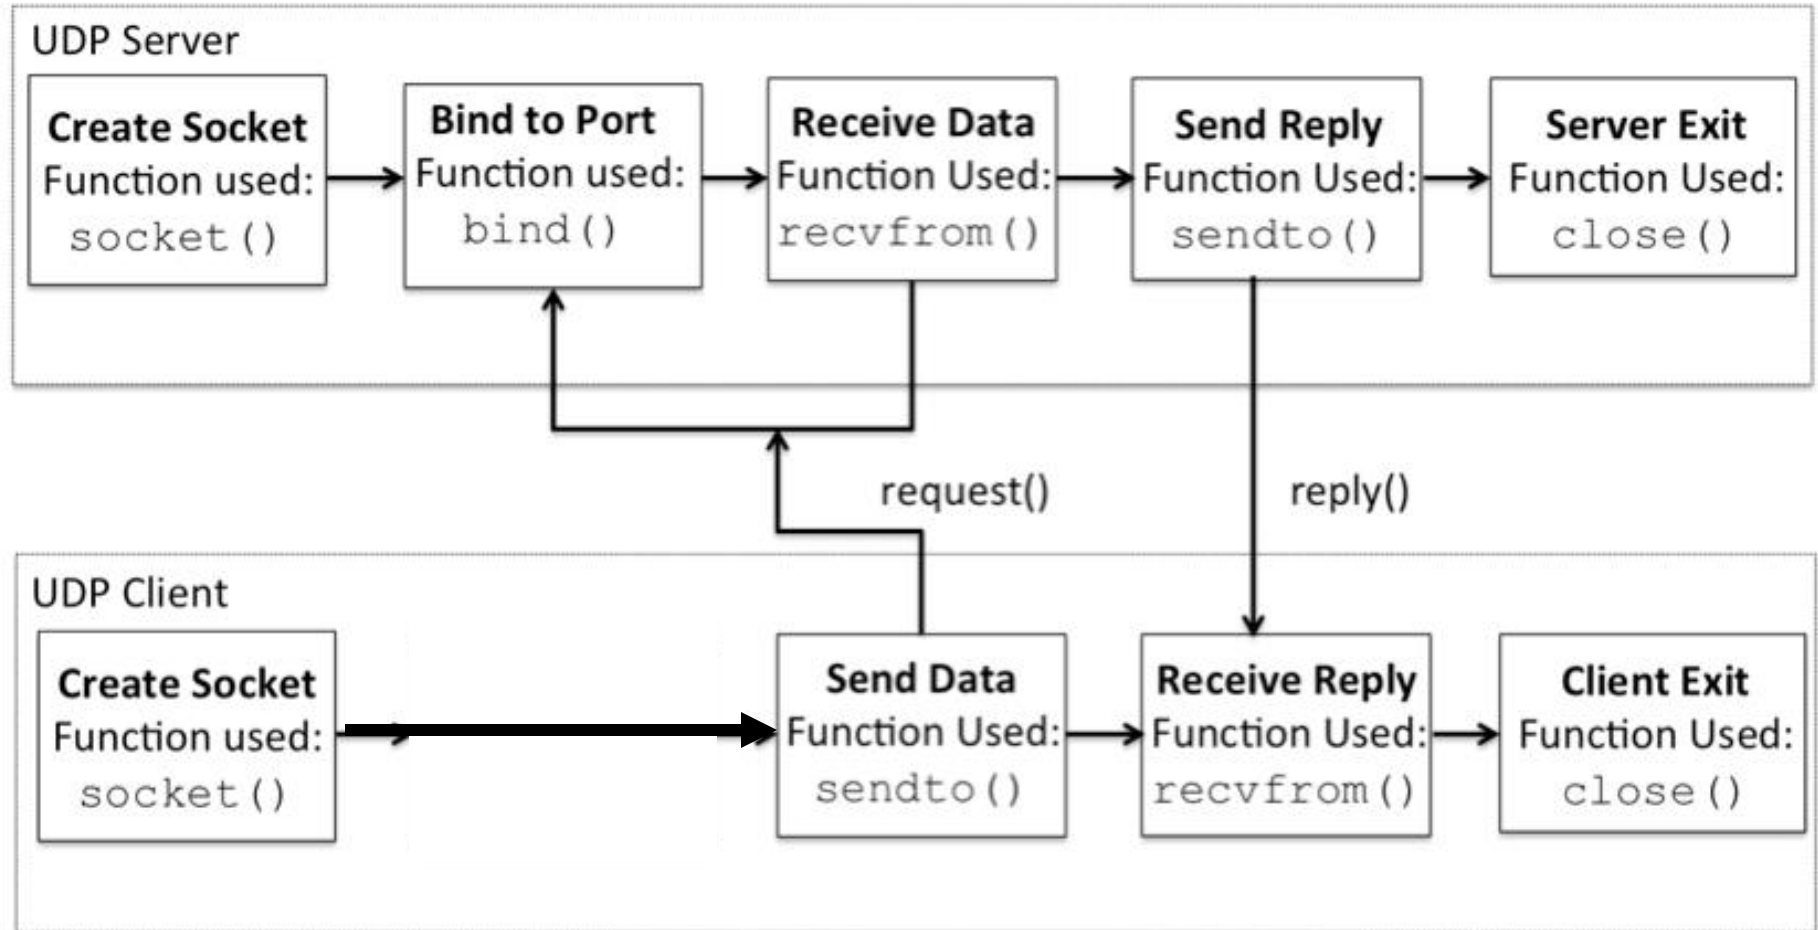 UDP Server
Create Socket
Function used:
socket()
Bind to Port
Function used:
bind()
Receive Data
Function Used:
recvfrom()
Send Reply
Function Used:
sendto()
Server Exit
Function Used:
close()
request()
reply()
UDP Client
Create Socket
Function used:
socket()
Send Data
Function Used:
sendto()
Receive Reply
Function Used:
recvfrom()
Client Exit
Function Used:
close()